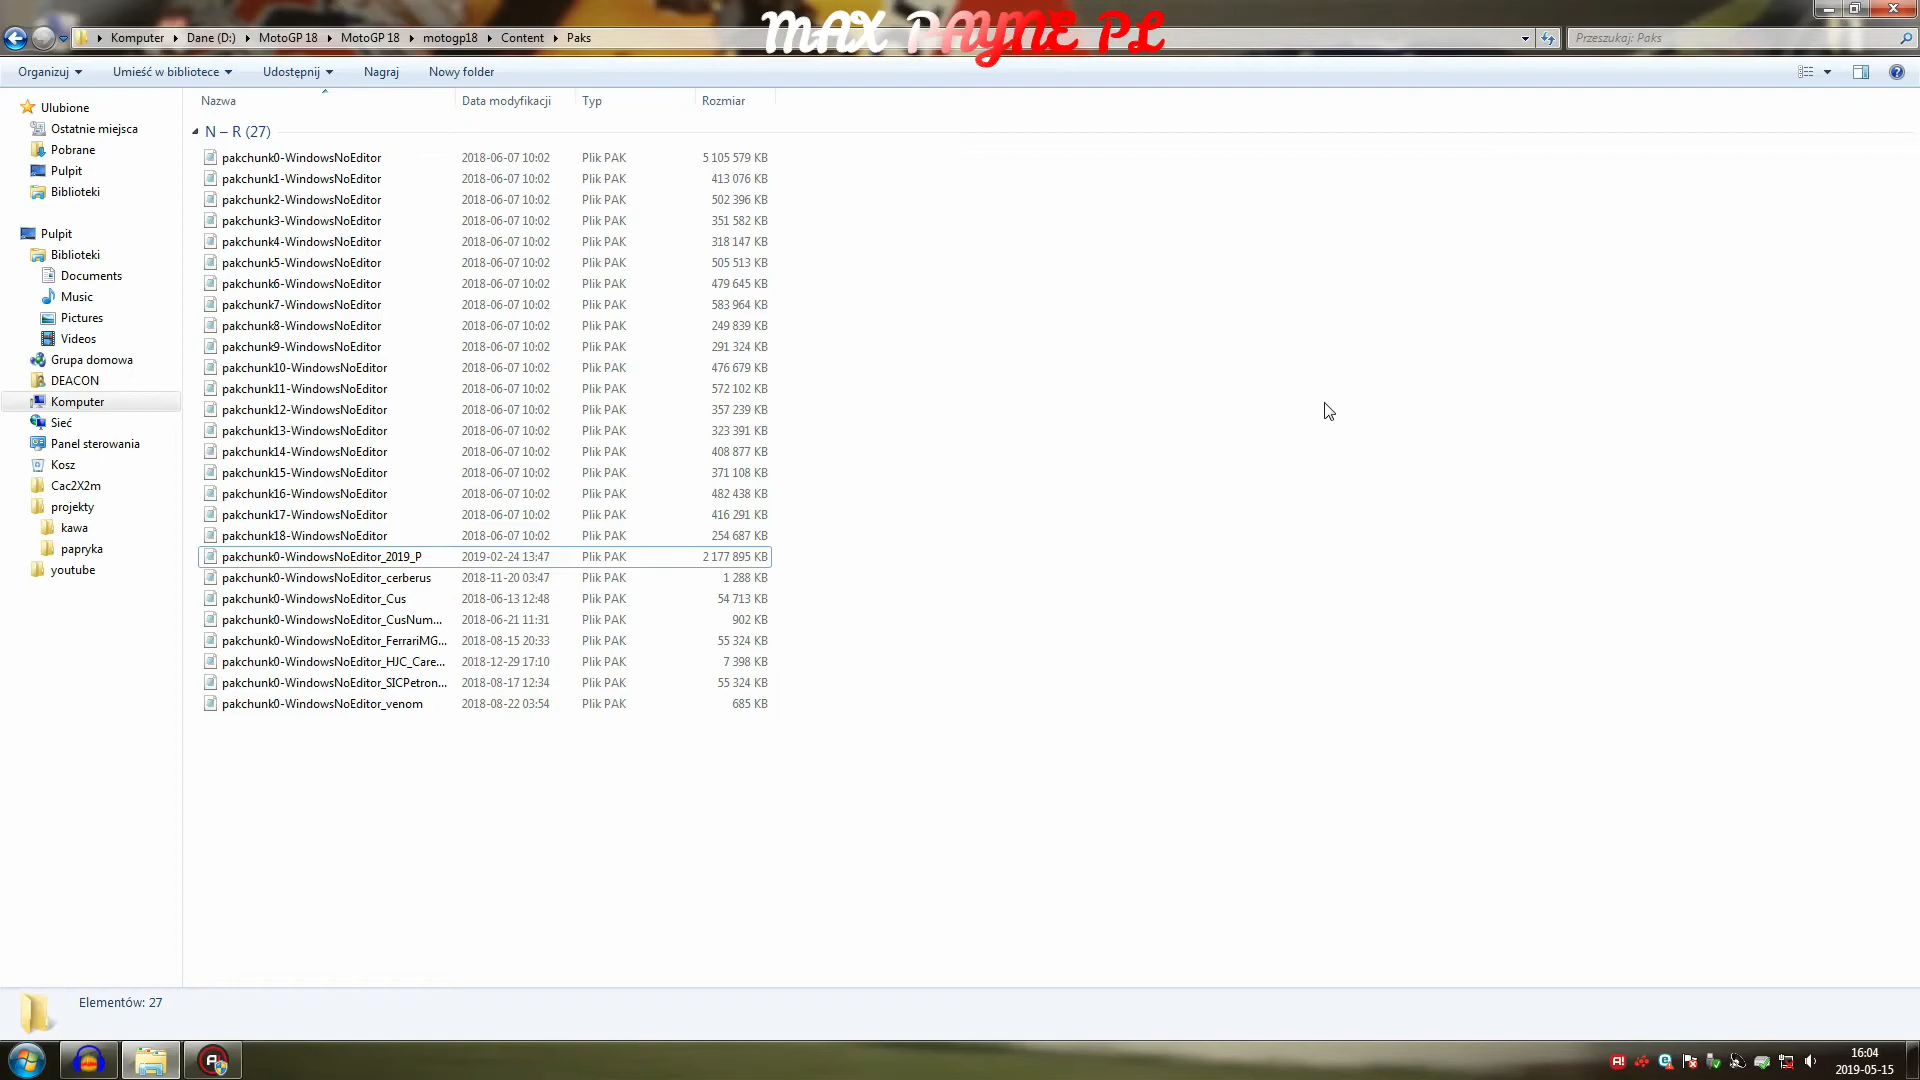 MAX PAYNE PL
Komputer Dane (D:) MotoGP 18 MotoGP 18 motogp18 Content Paks
Przeszukaj: Paks
Organizuj Umieść w bibliotece Udostępnij Nagraj Nowy folder
Nazwa Data modyfikacji Typ Rozmiar
Ulubione
Ostatnie miejsca
Pobrane
Pulpit
Biblioteki
Pulpit
Biblioteki
Documents
Music
Pictures
Videos
Grupa domowa
DEACON
Komputer
Sieć
Panel sterowania
Kosz
Cac2X2m
projekty
kawa
papryka
youtube
N – R (27)
pakchunk0-WindowsNoEditor 2018-06-07 10:02 Plik PAK 5 105 579 KB
pakchunk1-WindowsNoEditor 2018-06-07 10:02 Plik PAK 413 076 KB
pakchunk2-WindowsNoEditor 2018-06-07 10:02 Plik PAK 502 396 KB
pakchunk3-WindowsNoEditor 2018-06-07 10:02 Plik PAK 351 582 KB
pakchunk4-WindowsNoEditor 2018-06-07 10:02 Plik PAK 318 147 KB
pakchunk5-WindowsNoEditor 2018-06-07 10:02 Plik PAK 505 513 KB
pakchunk6-WindowsNoEditor 2018-06-07 10:02 Plik PAK 479 645 KB
pakchunk7-WindowsNoEditor 2018-06-07 10:02 Plik PAK 583 964 KB
pakchunk8-WindowsNoEditor 2018-06-07 10:02 Plik PAK 249 839 KB
pakchunk9-WindowsNoEditor 2018-06-07 10:02 Plik PAK 291 324 KB
pakchunk10-WindowsNoEditor 2018-06-07 10:02 Plik PAK 476 679 KB
pakchunk11-WindowsNoEditor 2018-06-07 10:02 Plik PAK 572 102 KB
pakchunk12-WindowsNoEditor 2018-06-07 10:02 Plik PAK 357 239 KB
pakchunk13-WindowsNoEditor 2018-06-07 10:02 Plik PAK 323 391 KB
pakchunk14-WindowsNoEditor 2018-06-07 10:02 Plik PAK 408 877 KB
pakchunk15-WindowsNoEditor 2018-06-07 10:02 Plik PAK 371 108 KB
pakchunk16-WindowsNoEditor 2018-06-07 10:02 Plik PAK 482 438 KB
pakchunk17-WindowsNoEditor 2018-06-07 10:02 Plik PAK 416 291 KB
pakchunk18-WindowsNoEditor 2018-06-07 10:02 Plik PAK 254 687 KB
pakchunk0-WindowsNoEditor_2019_P 2019-02-24 13:47 Plik PAK 2 177 895 KB
pakchunk0-WindowsNoEditor_cerberus 2018-11-20 03:47 Plik PAK 1 288 KB
pakchunk0-WindowsNoEditor_Cus 2018-06-13 12:48 Plik PAK 54 713 KB
pakchunk0-WindowsNoEditor_CusNum... 2018-06-21 11:31 Plik PAK 902 KB
pakchunk0-WindowsNoEditor_FerrariMG... 2018-08-15 20:33 Plik PAK 55 324 KB
pakchunk0-WindowsNoEditor_HJC_Care... 2018-12-29 17:10 Plik PAK 7 398 KB
pakchunk0-WindowsNoEditor_SICPetron... 2018-08-17 12:34 Plik PAK 55 324 KB
pakchunk0-WindowsNoEditor_venom 2018-08-22 03:54 Plik PAK 685 KB
Elementów: 27
16:04
2019-05-15